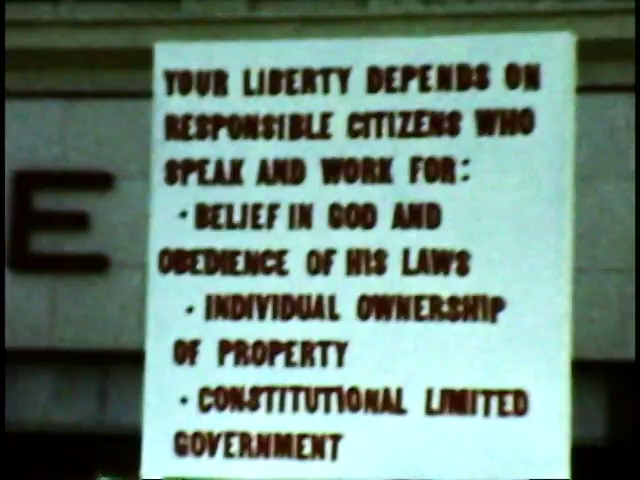 YOUR LIBERTY DEPENDS ON
RESPONSIBLE CITIZENS WHO
SPEAK AND WORK FOR:
· BELIEF IN GOD AND
OBEDIENCE OF HIS LAWS
· INDIVIDUAL OWNERSHIP
OF PROPERTY
· CONSTITUTIONAL LIMITED
GOVERNMENT
E